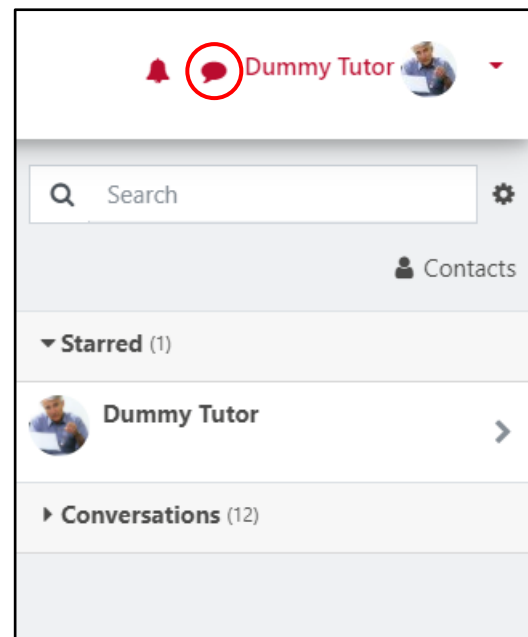 Dummy Tutor
Search
Contacts
Starred (1)
Dummy Tutor
Conversations (12)